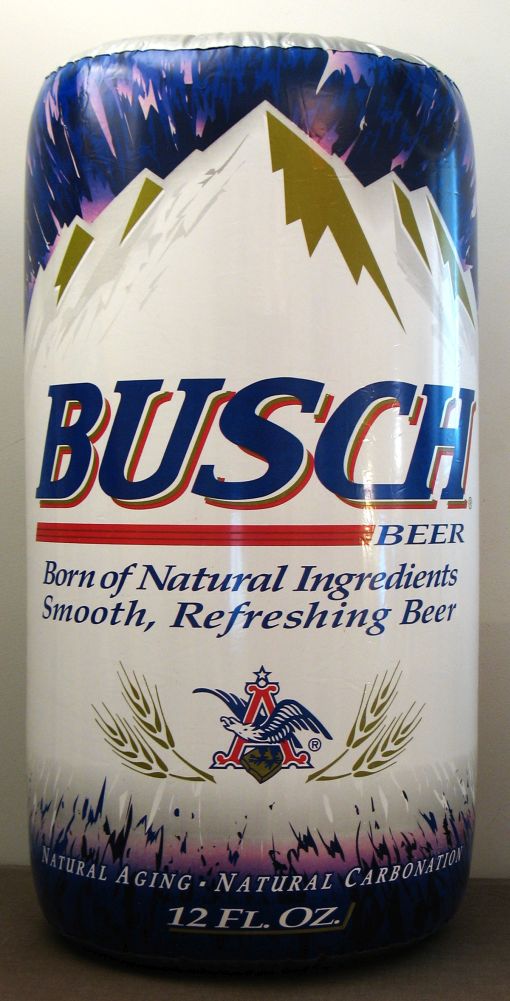 BUSCH®
BEER
Born of Natural Ingredients
Smooth, Refreshing Beer
A®
NATURAL AGING · NATURAL CARBONATION
12 FL. OZ.